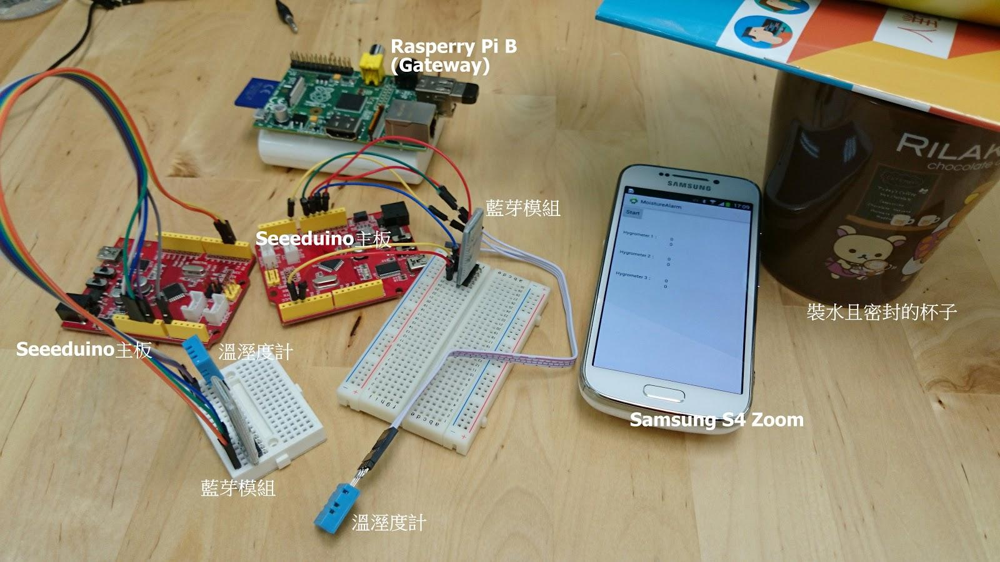 Rasperry Pi B
(Gateway)
人生
SAMSUNG
17:09
MoistureAlarm
Start
Hygrometer 1 :
0
0
Hygrometer 2 :
0
0
Hygrometer 3 :
0
0
RILAK
chocolate
藍芽模組
Seeeduino主板
裝水且密封的杯子
Seeeduino主板
溫溼度計
Samsung S4 Zoom
藍芽模組
溫溼度計